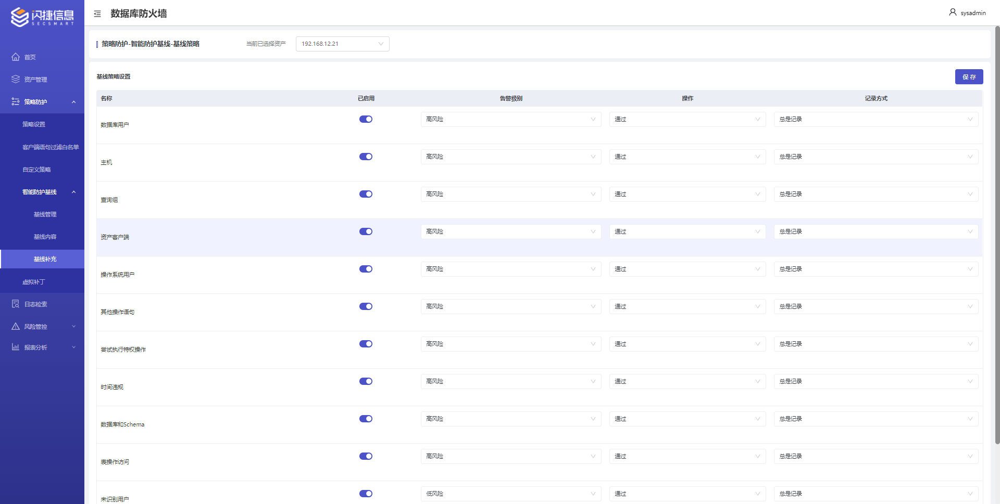 闪捷信息
SECSMART
数据库防火墙
sysadmin
首页
资产管理
策略防护
策略设置
客户端语句过滤白名单
自定义策略
智能防护基线
基线管理
基线内容
基线补充
虚拟补丁
日志检索
风险管控
报表分析
策略防护-智能防护基线-基线策略
当前已选择资产 192.168.12.21
基线策略设置
保 存
名称 已启用 告警级别 操作 记录方式
数据库用户 高风险 通过 总是记录
主机 高风险 通过 总是记录
查询组 高风险 通过 总是记录
资产客户端 高风险 通过 总是记录
操作系统用户 高风险 通过 总是记录
其他操作语句 高风险 通过 总是记录
尝试执行特权操作 高风险 通过 总是记录
时间违规 高风险 通过 总是记录
数据库和Schema 高风险 通过 总是记录
表操作访问 高风险 通过 总是记录
未识别用户 低风险 通过 总是记录